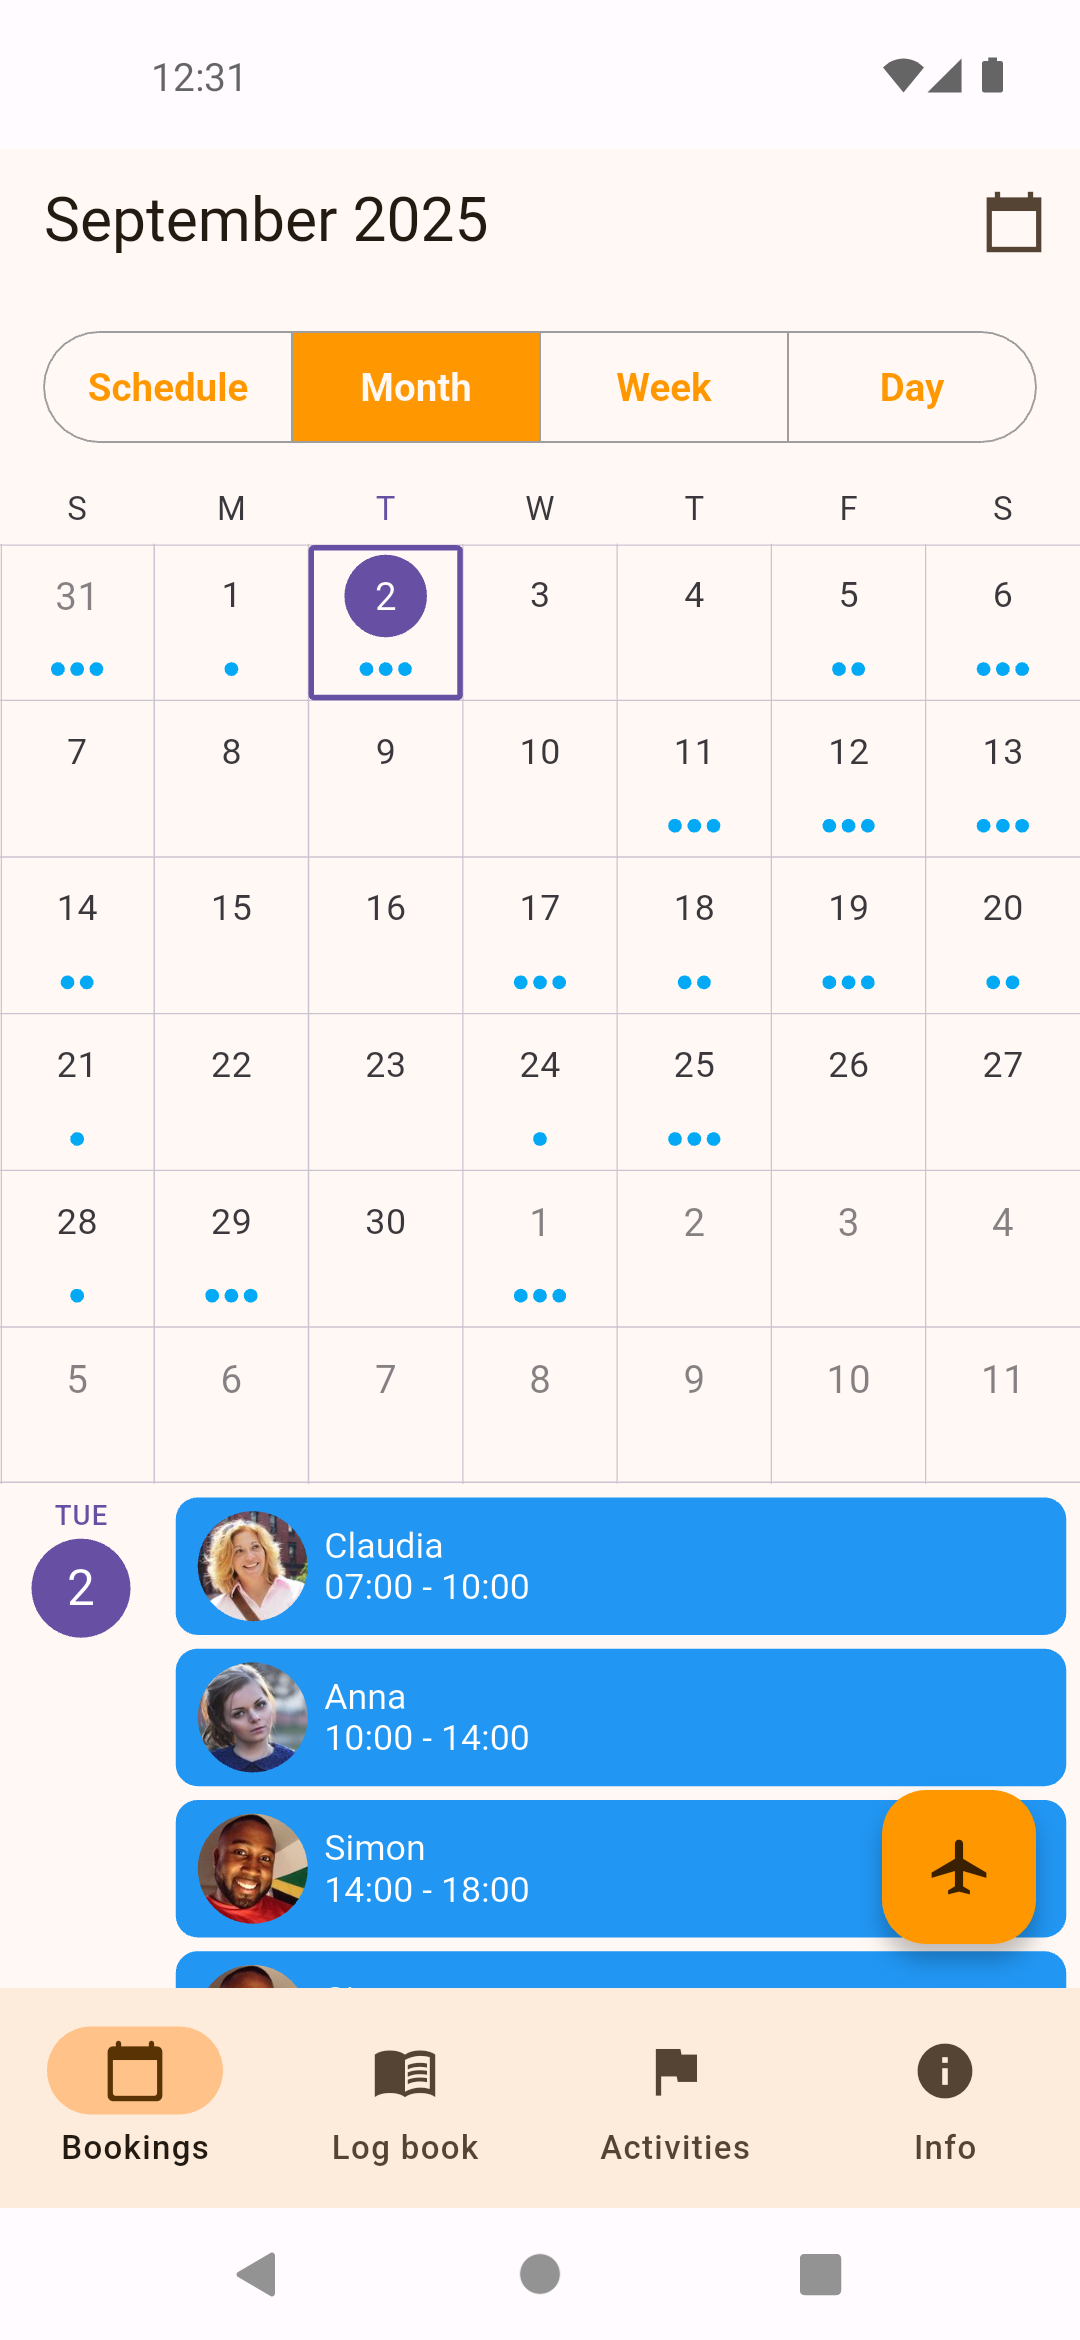 12:31
September 2025
Schedule Month Week Day
S M T W T F S
31 1 2 3 4 5 6
7 8 9 10 11 12 13
14 15 16 17 18 19 20
21 22 23 24 25 26 27
28 29 30 1 2 3 4
5 6 7 8 9 10 11
TUE
2
Claudia
07:00 - 10:00
Anna
10:00 - 14:00
Simon
14:00 - 18:00
Bookings Log book Activities Info